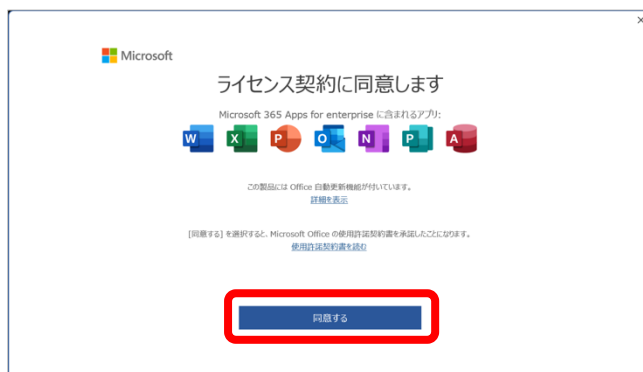 ×
Microsoft
ライセンス契約に同意します
Microsoft 365 Apps for enterprise に含まれるアプリ:
W X P O N P A
この製品には Office 自動更新機能が付いています。
詳細を表示
[同意する] を選択すると、Microsoft Office の使用許諾契約書を承諾したことになります。
使用許諾契約書を読む
同意する